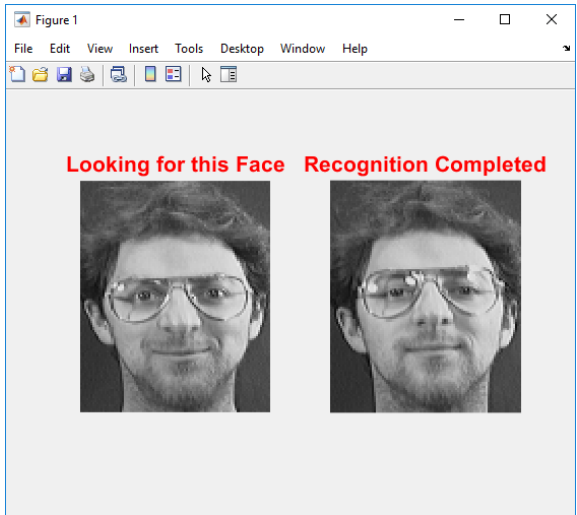 Figure 1
File Edit View Insert Tools Desktop Window Help
Looking for this Face Recognition Completed